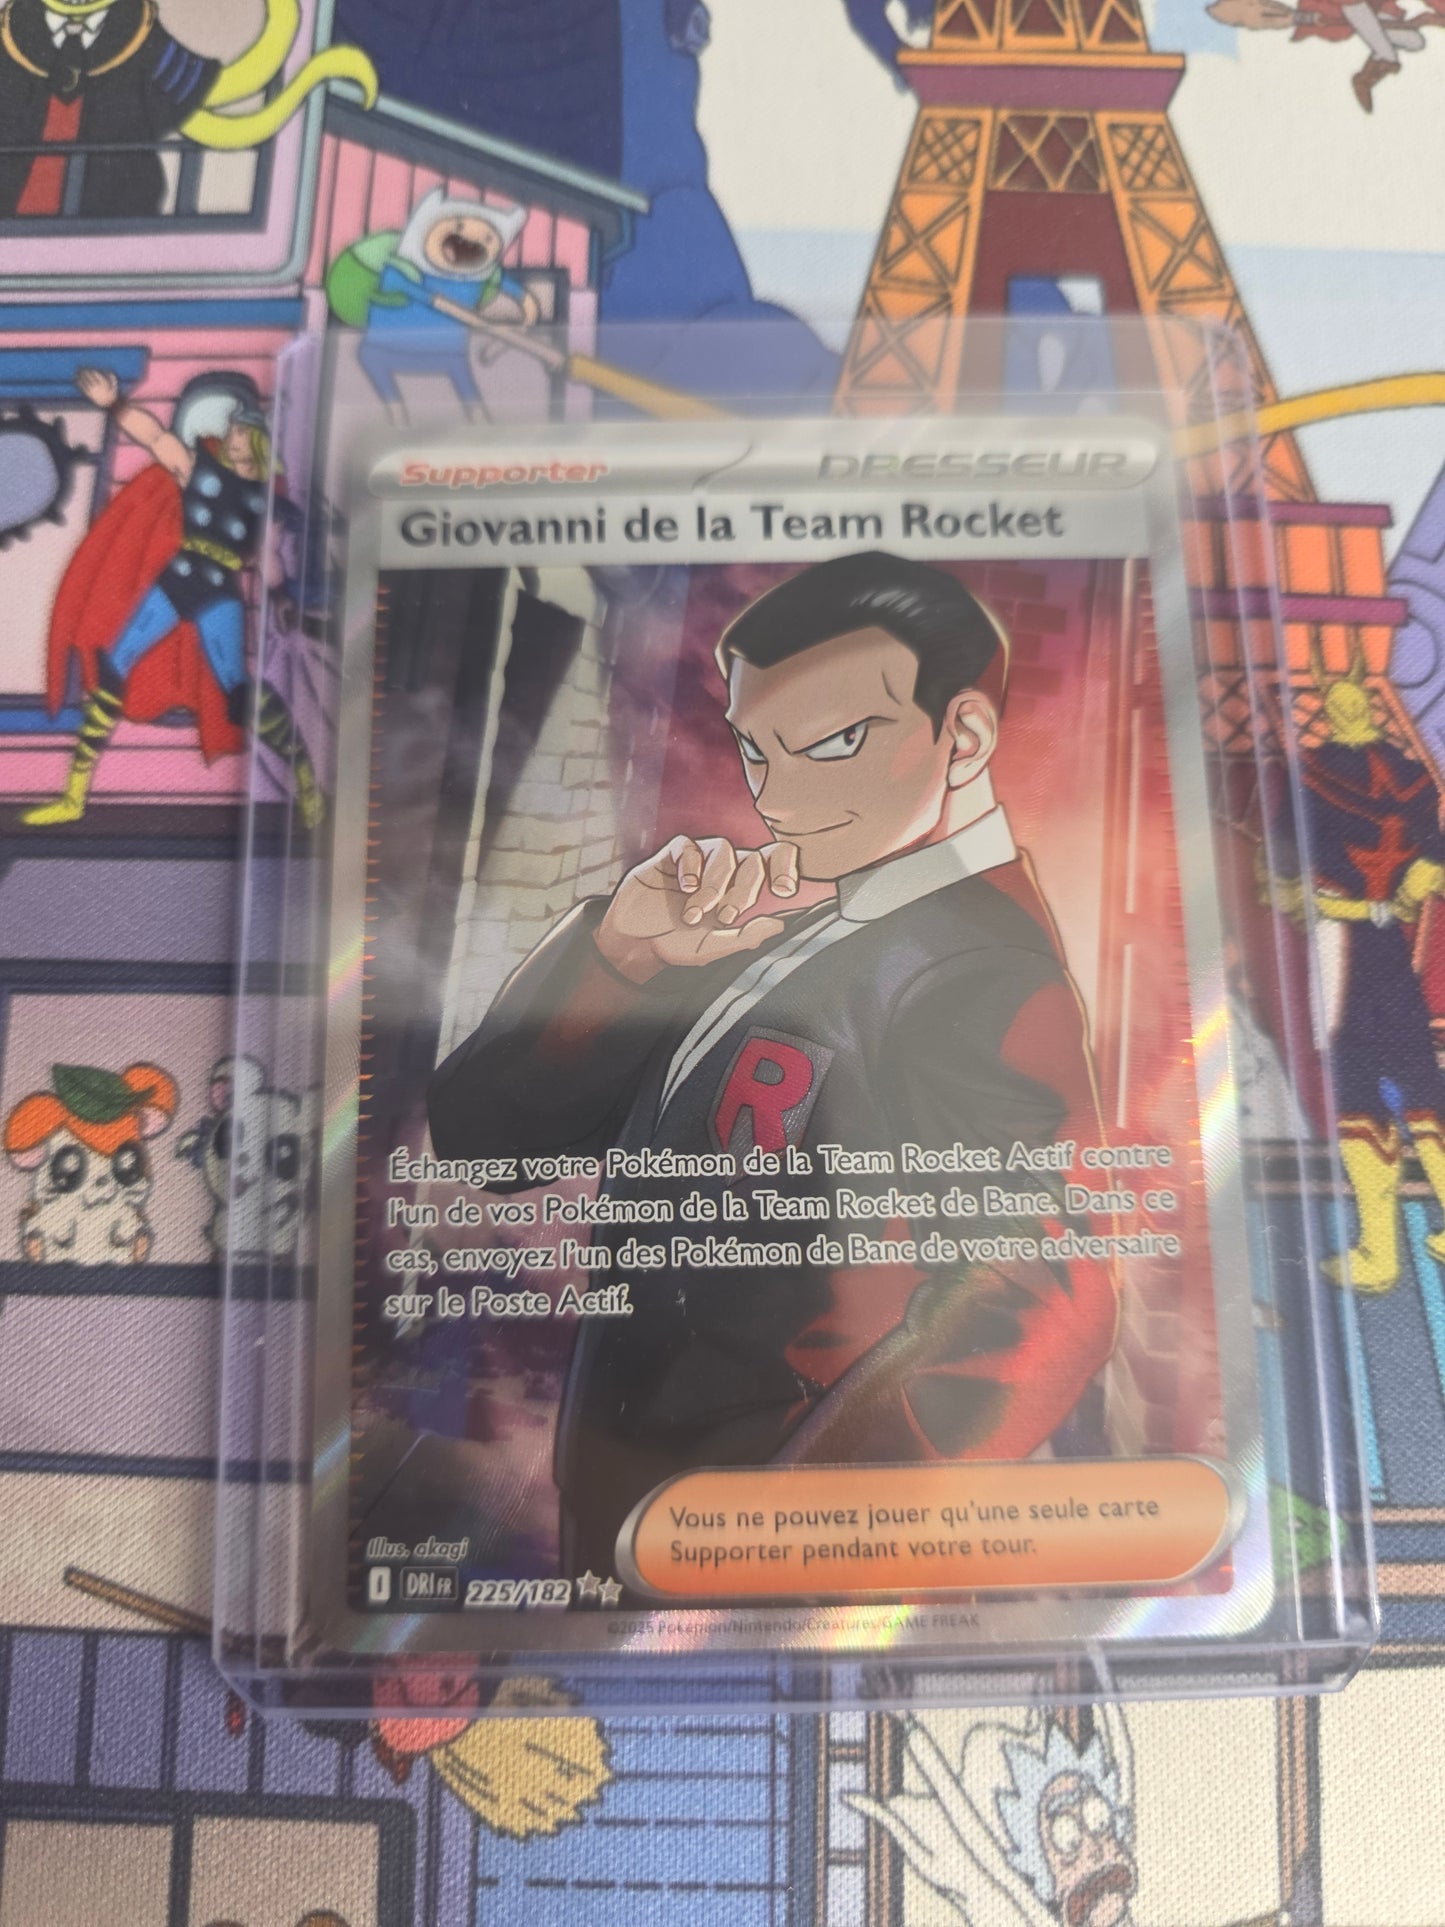 Supporter
DRESSEUR
Giovanni de la Team Rocket
R
Échangez votre Pokémon de la Team Rocket Actif contre
l'un de vos Pokémon de la Team Rocket de Banc. Dans ce
cas, envoyez l'un des Pokémon de Banc de votre adversaire
sur le Poste Actif.
Vous ne pouvez jouer qu'une seule carte
Supporter pendant votre tour.
Illus. akagi
I DRI FR 225/182
©2025 Pokémon/Nintendo/Creatures/GAME FREAK